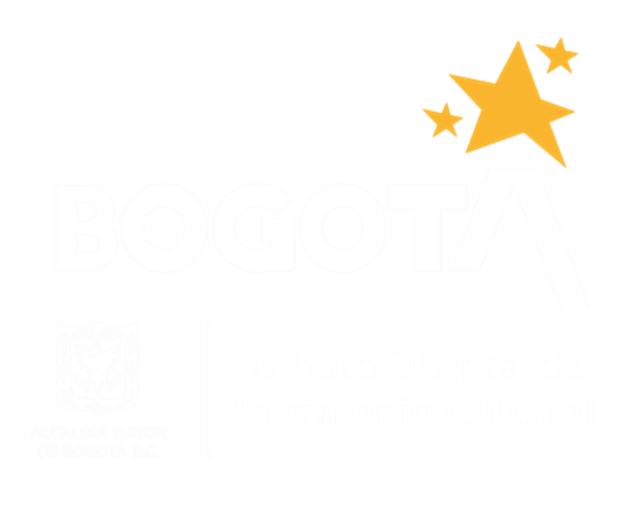 BOGOTÁ
ALCALDÍA MAYOR
DE BOGOTÁ D.C.
Instituto Distrital de
Patrimonio Cultural